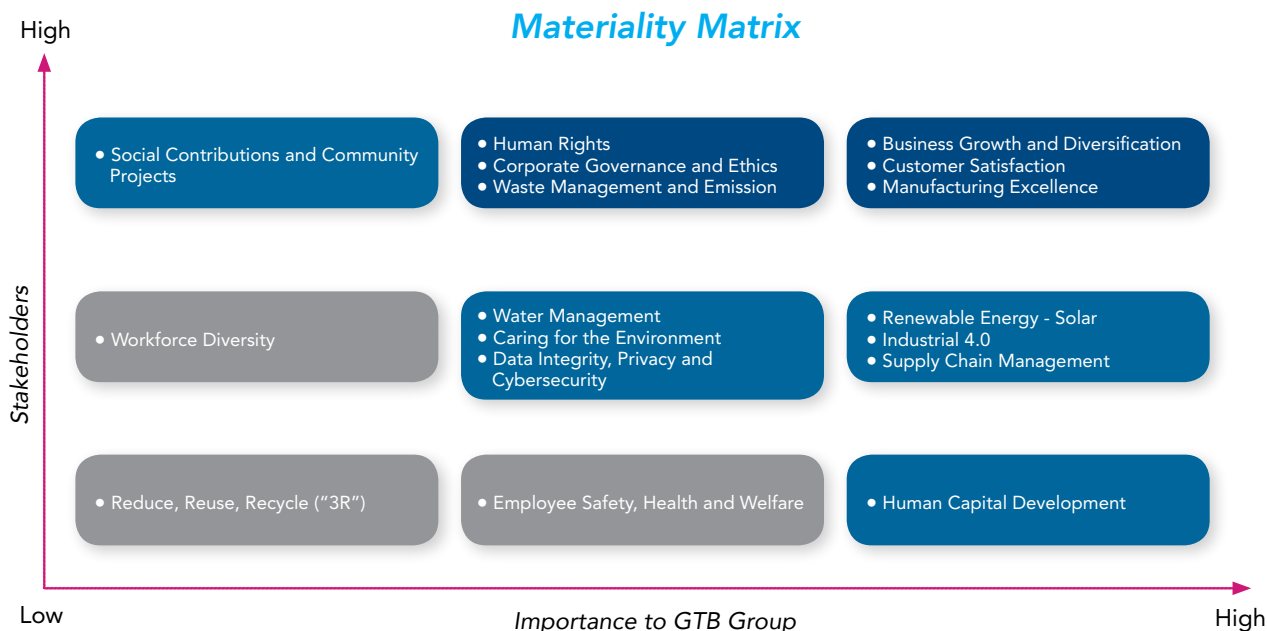 Materiality Matrix
High
• Social Contributions and Community
Projects
• Human Rights
• Corporate Governance and Ethics
• Waste Management and Emission
• Business Growth and Diversification
• Customer Satisfaction
• Manufacturing Excellence
Stakeholders
• Workforce Diversity
• Water Management
• Caring for the Environment
• Data Integrity, Privacy and
Cybersecurity
• Renewable Energy - Solar
• Industrial 4.0
• Supply Chain Management
• Reduce, Reuse, Recycle (“3R”)
• Employee Safety, Health and Welfare
• Human Capital Development
Low
Importance to GTB Group
High